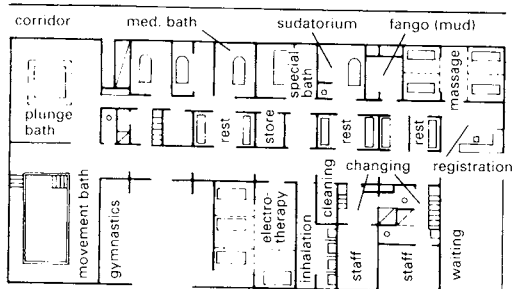 corridor
med. bath
sudatorium
fango (mud)
plunge bath
special bath
massage
rest
store
rest
rest
changing
registration
movement bath
gymnastics
electro-therapy
inhalation
cleaning
staff
staff
waiting